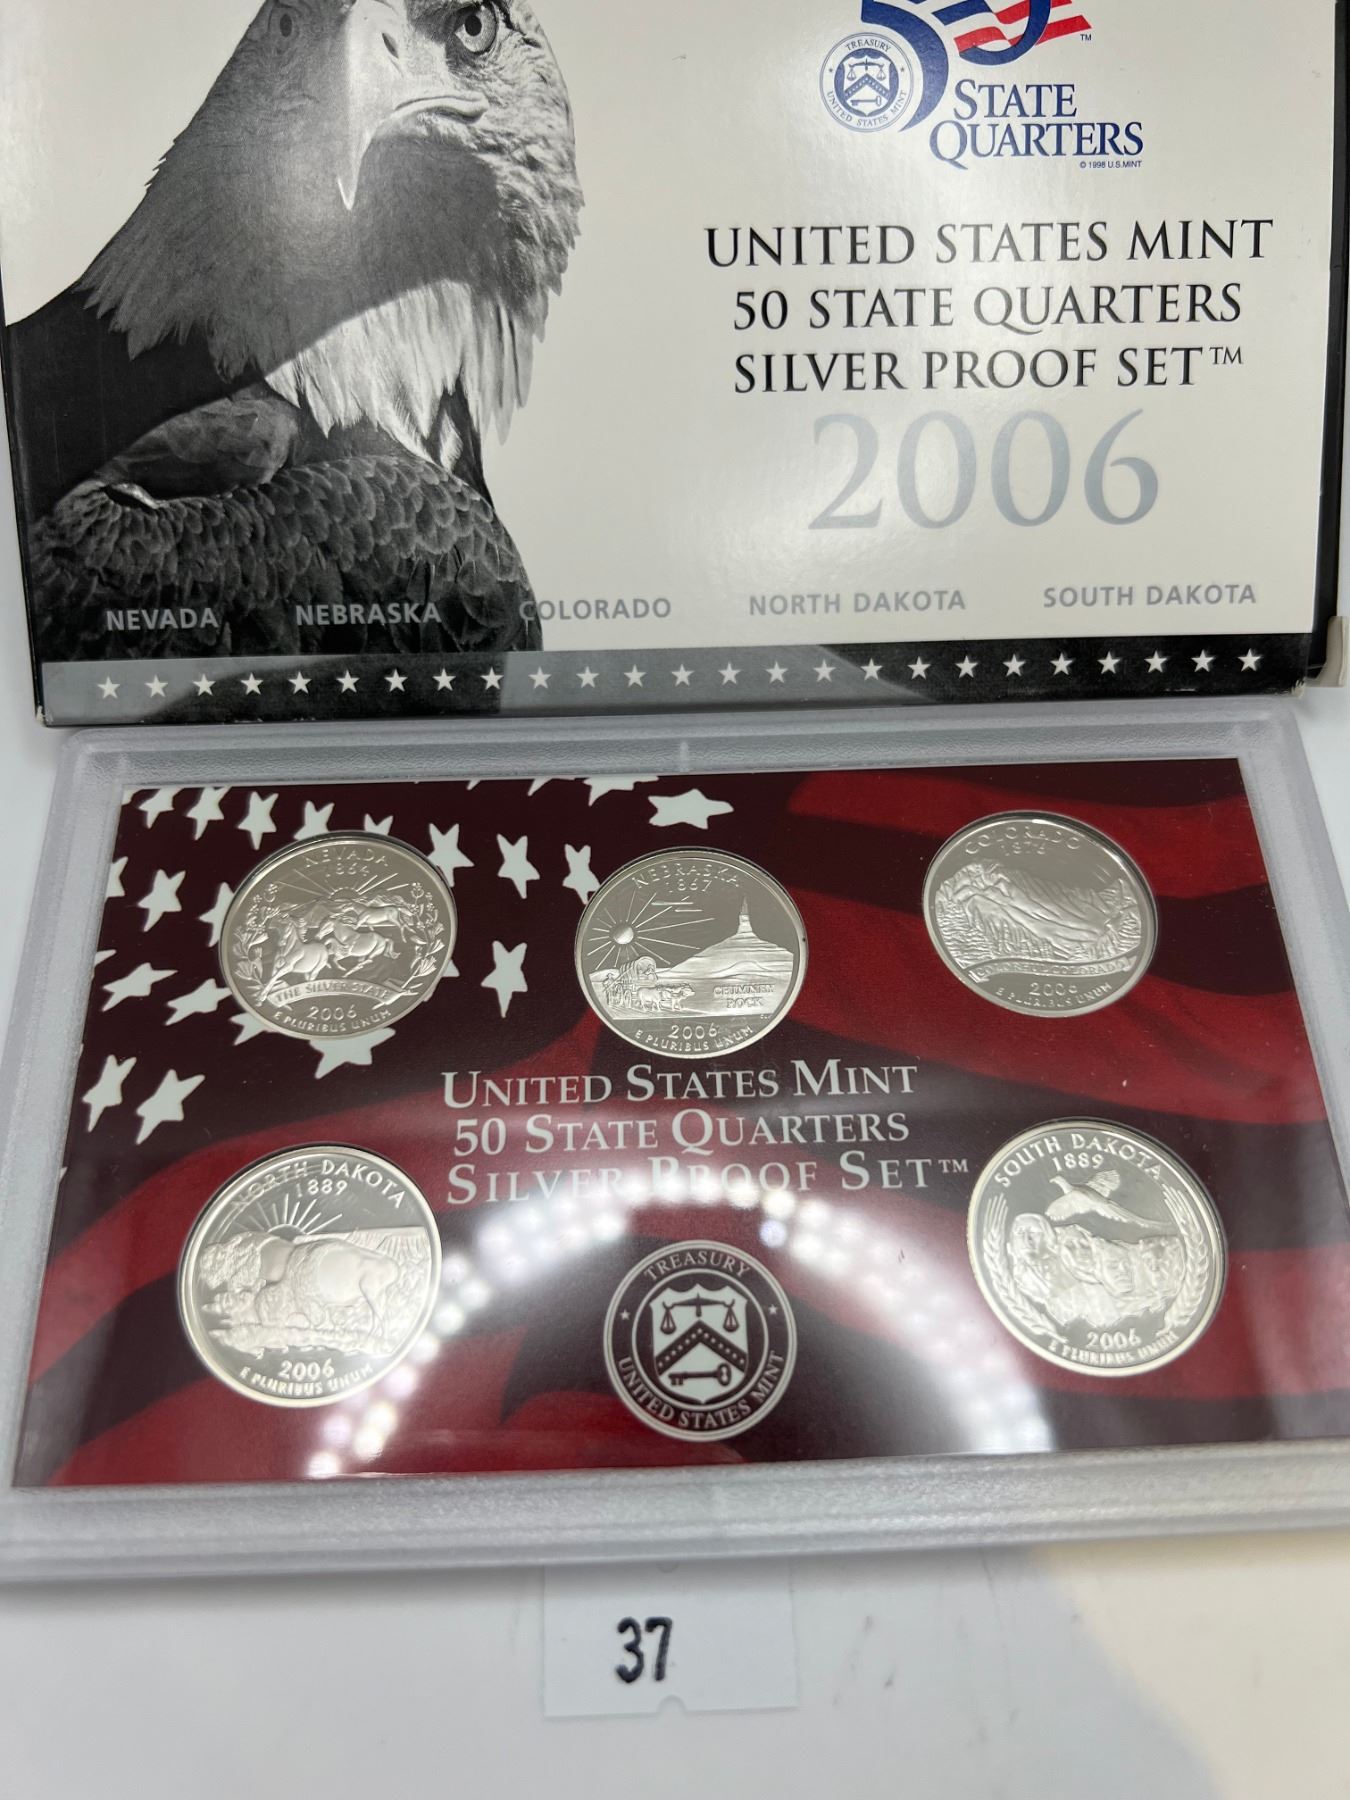 TREASURY
UNITED STATES MINT
STATE
QUARTERS
© 1998 U.S. MINT
TM
UNITED STATES MINT
50 STATE QUARTERS
SILVER PROOF SET™
2006
NEVADA NEBRASKA COLORADO NORTH DAKOTA SOUTH DAKOTA
NEVADA
1864
THE SILVER STATE
2006
E PLURIBUS UNUM
NEBRASKA
1867
CHIMNEY
ROCK
2006
E PLURIBUS UNUM
COLORADO
1876
COLORFUL COLORADO
2006
E PLURIBUS UNUM
UNITED STATES MINT
50 STATE QUARTERS
SILVER PROOF SET™
NORTH DAKOTA
1889
2006
E PLURIBUS UNUM
TREASURY
UNITED STATES MINT
SOUTH DAKOTA
1889
2006
E PLURIBUS UNUM
37